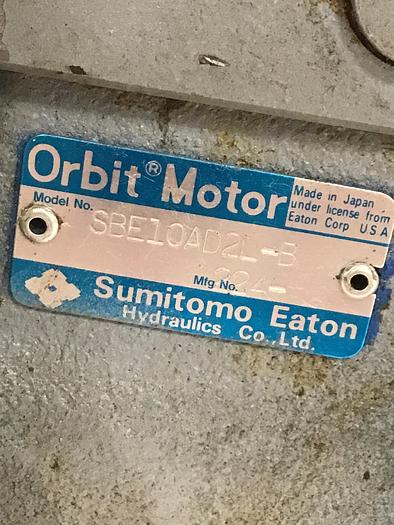 Orbit® Motor
Made in Japan
under license from
Eaton Corp U S A
Model No.
SBE10AD2L-B
Mfg No.
Sumitomo Eaton
Hydraulics Co.,Ltd.